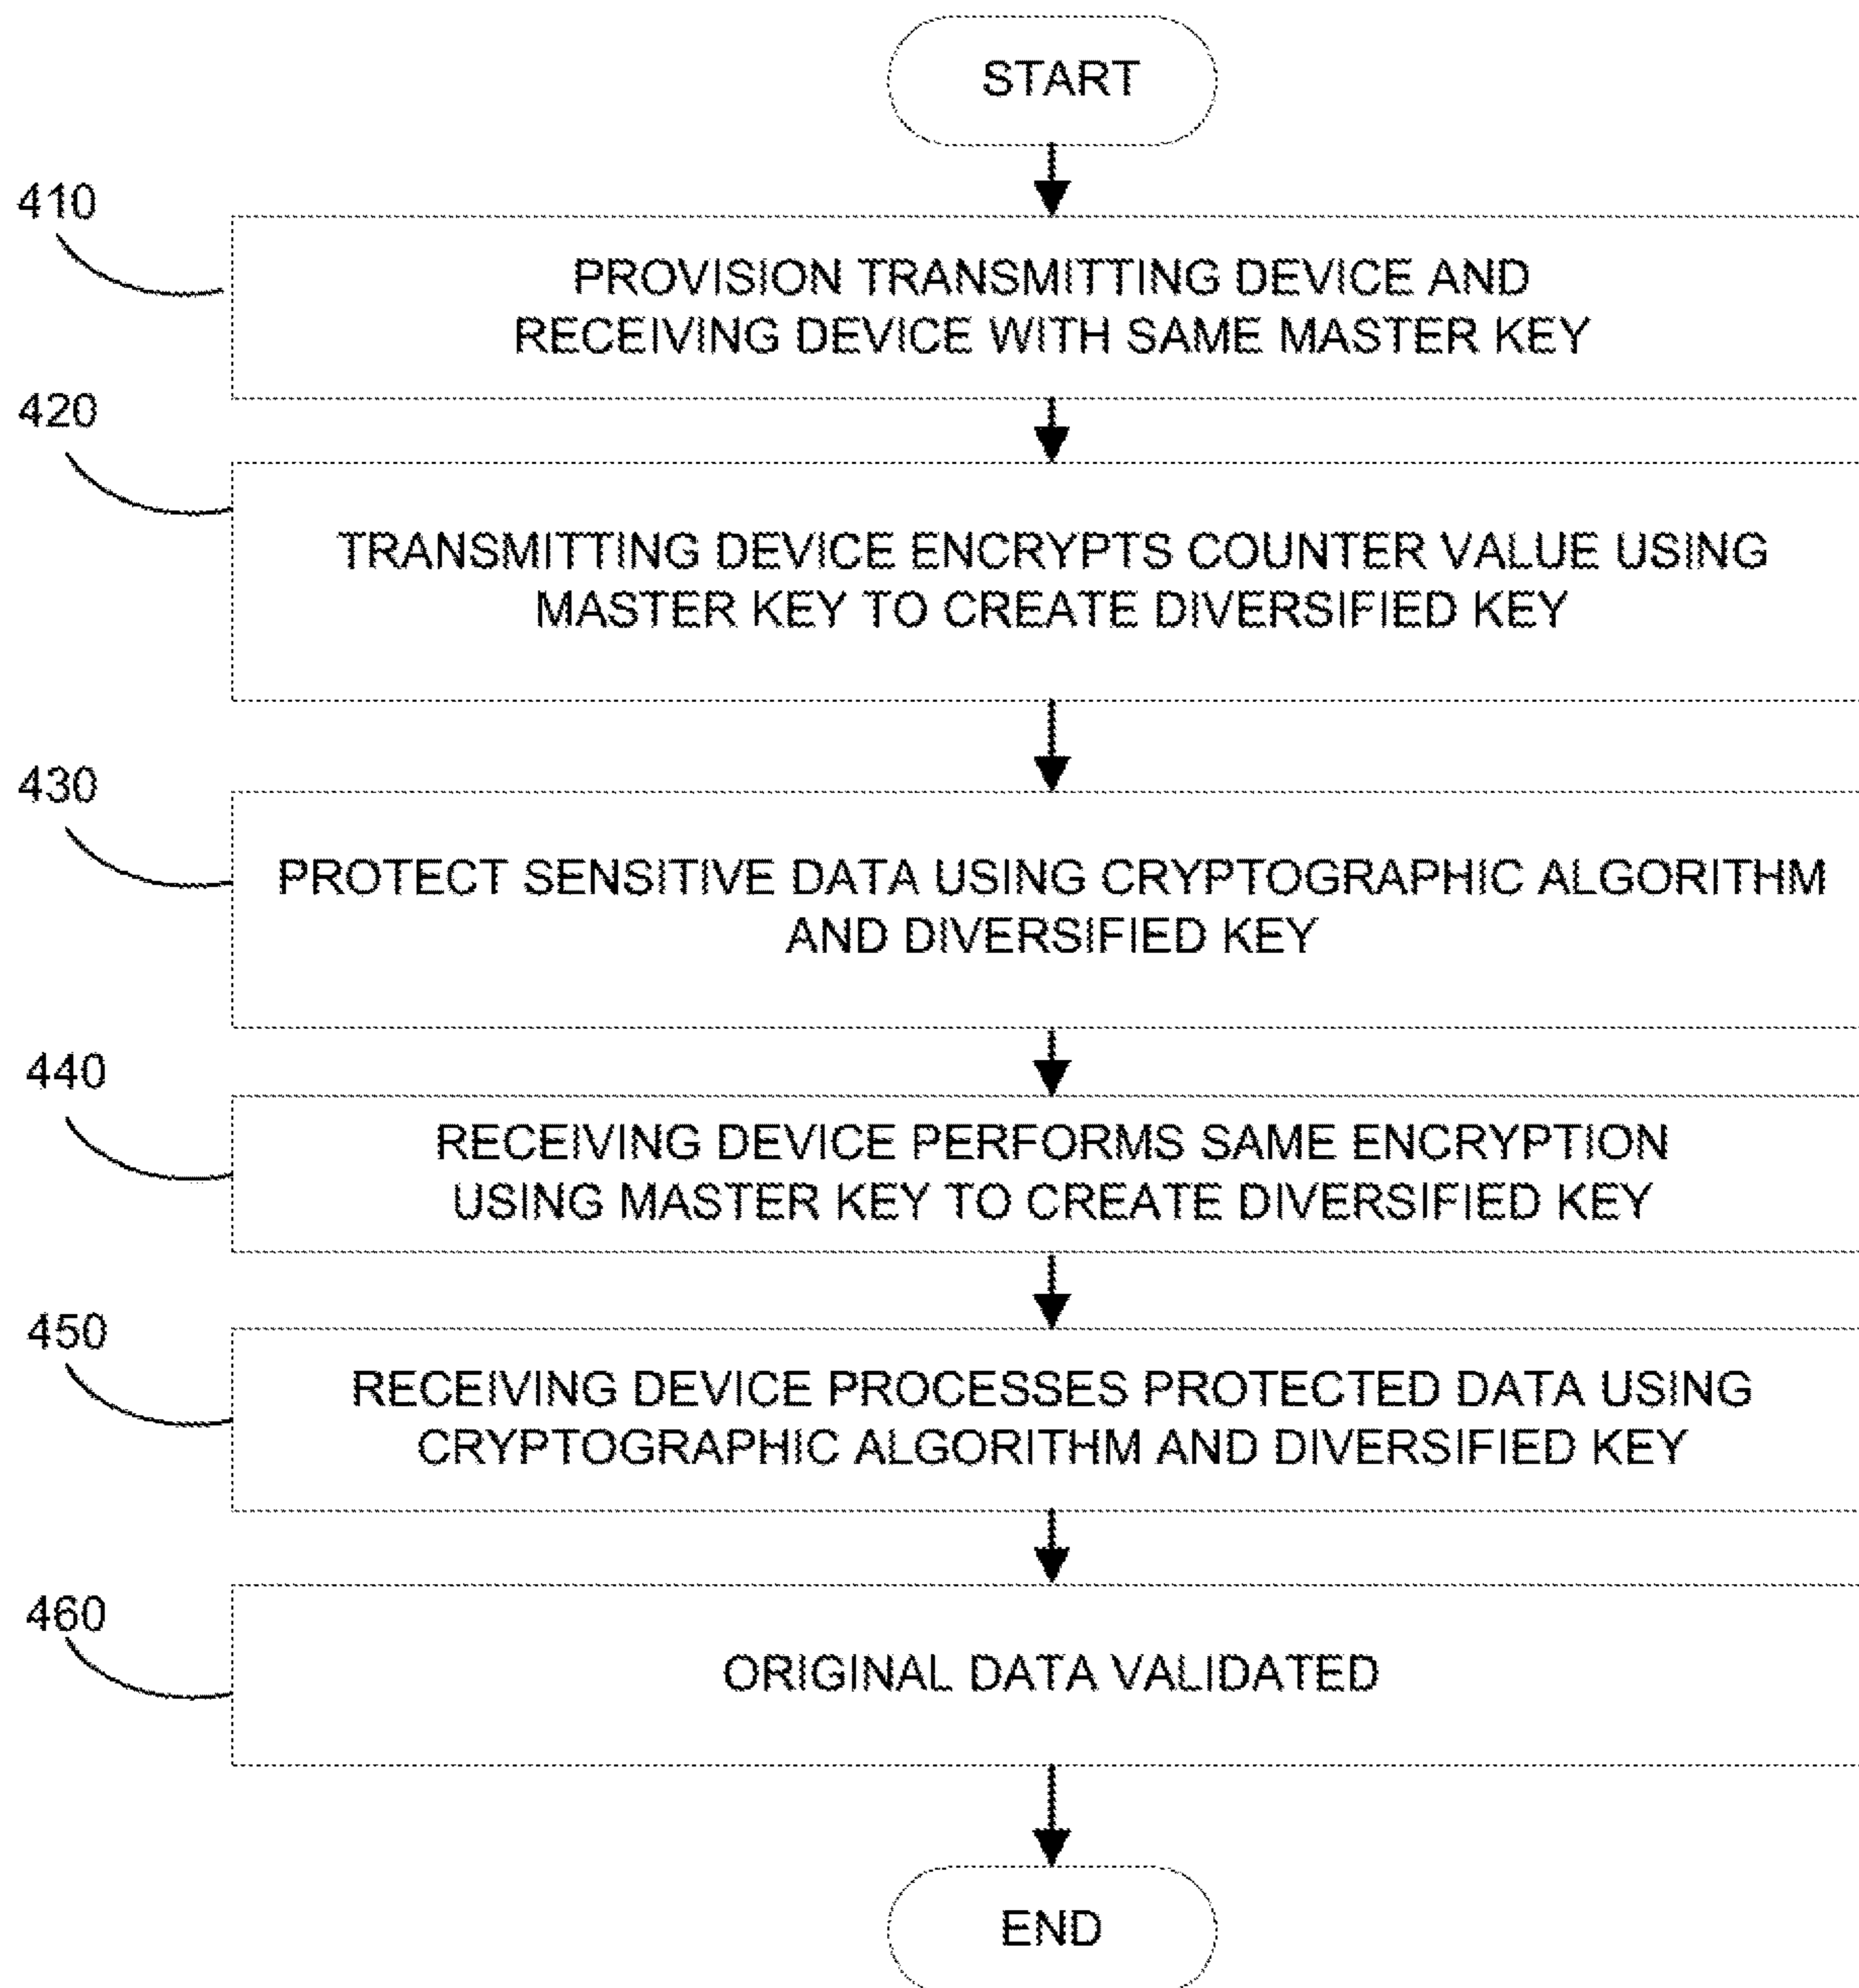 START
410
PROVISION TRANSMITTING DEVICE AND
RECEIVING DEVICE WITH SAME MASTER KEY
420
TRANSMITTING DEVICE ENCRYPTS COUNTER VALUE USING
MASTER KEY TO CREATE DIVERSIFIED KEY
430
PROTECT SENSITIVE DATA USING CRYPTOGRAPHIC ALGORITHM
AND DIVERSIFIED KEY
440
RECEIVING DEVICE PERFORMS SAME ENCRYPTION
USING MASTER KEY TO CREATE DIVERSIFIED KEY
450
RECEIVING DEVICE PROCESSES PROTECTED DATA USING
CRYPTOGRAPHIC ALGORITHM AND DIVERSIFIED KEY
460
ORIGINAL DATA VALIDATED
END